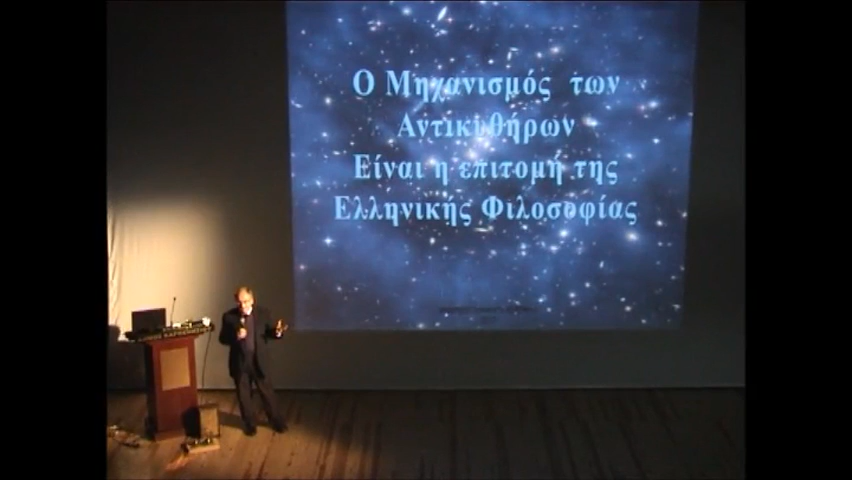 Ο Μηχανισμός των
Αντικυθήρων
Είναι η επιτομή της
Ελληνικής Φιλοσοφίας